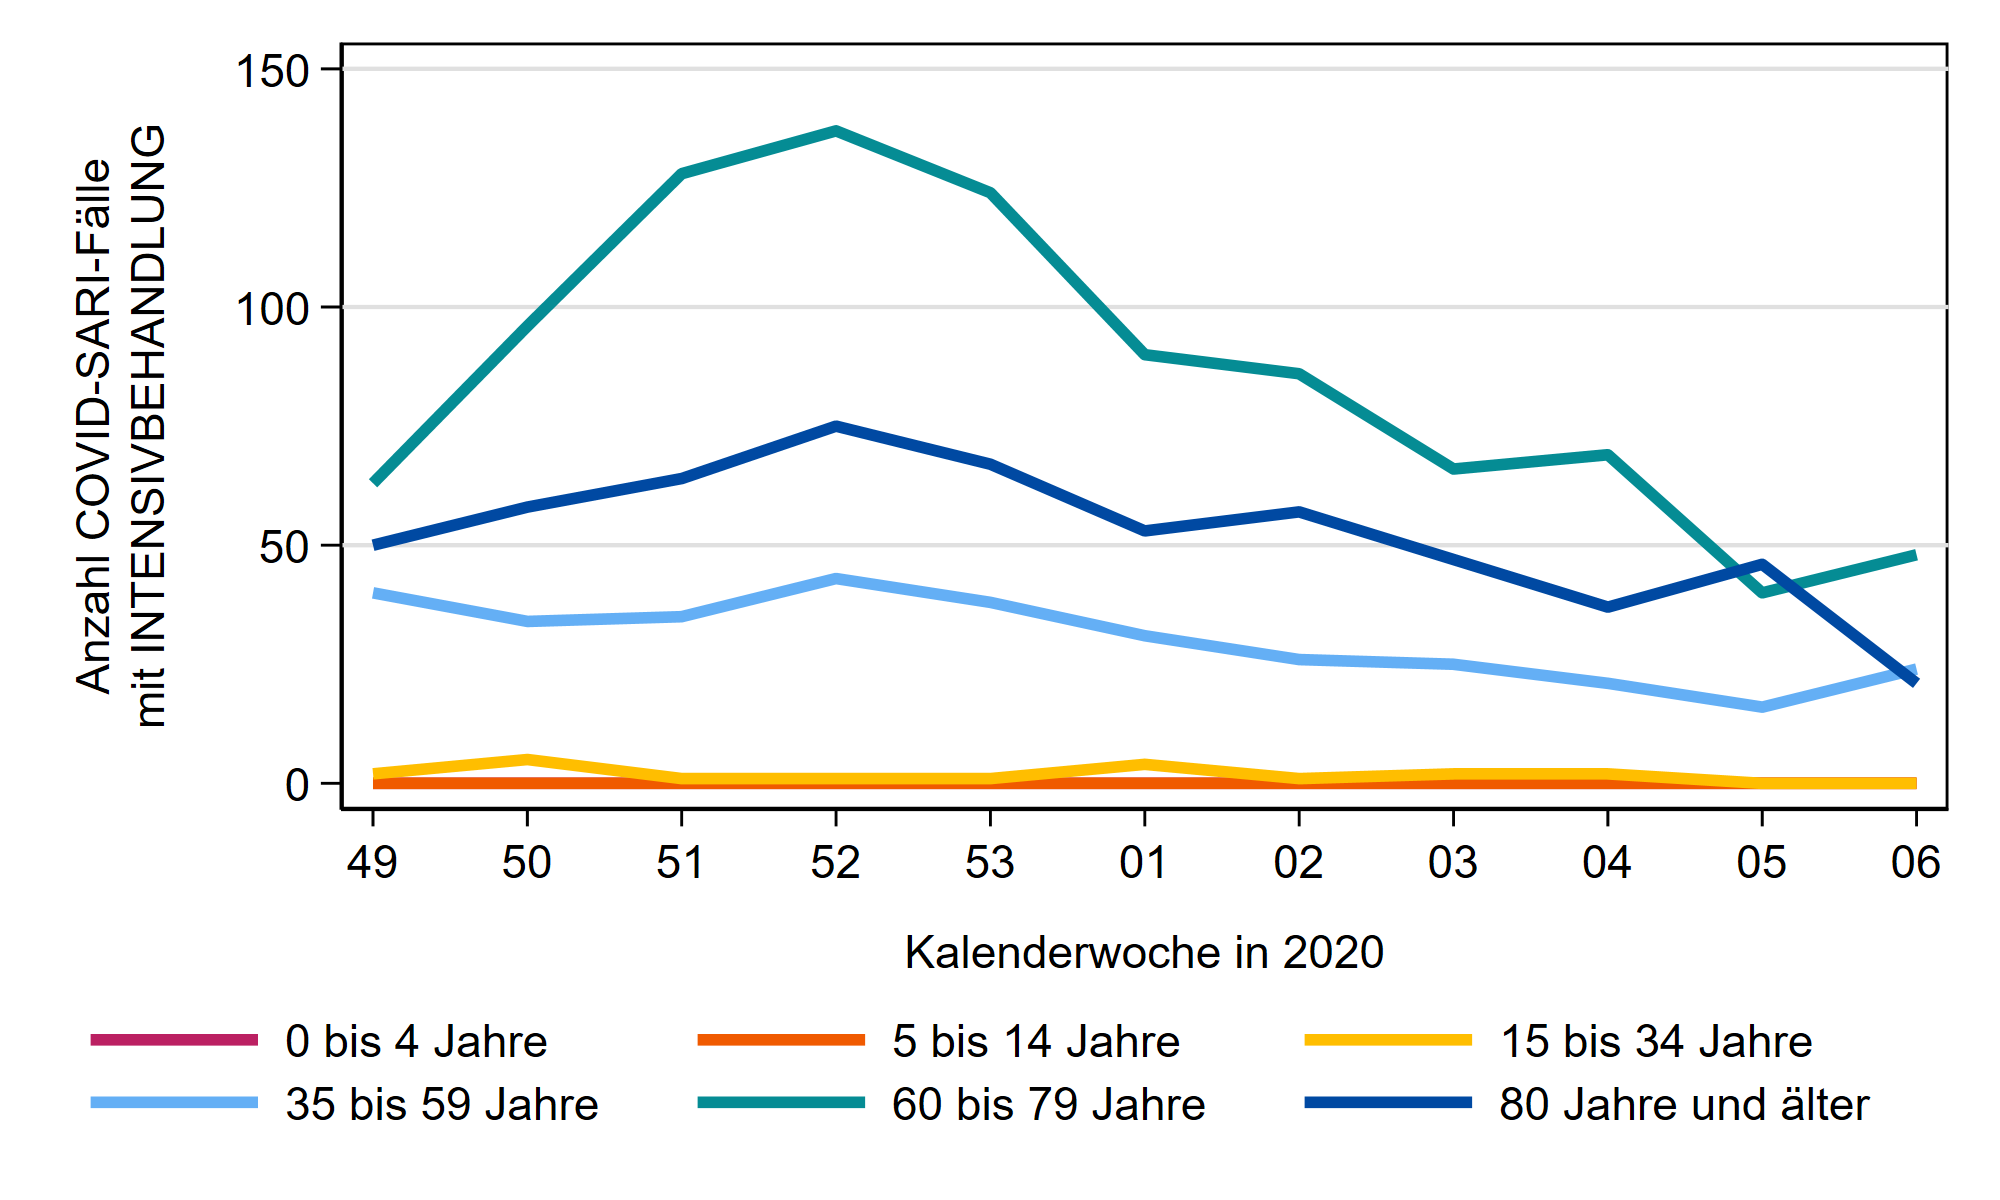 Anzahl COVID-SARI-Fälle
mit INTENSIVBEHANDLUNG
150
100
50
0
49 50 51 52 53 01 02 03 04 05 06
Kalenderwoche in 2020
0 bis 4 Jahre 5 bis 14 Jahre 15 bis 34 Jahre
35 bis 59 Jahre 60 bis 79 Jahre 80 Jahre und älter